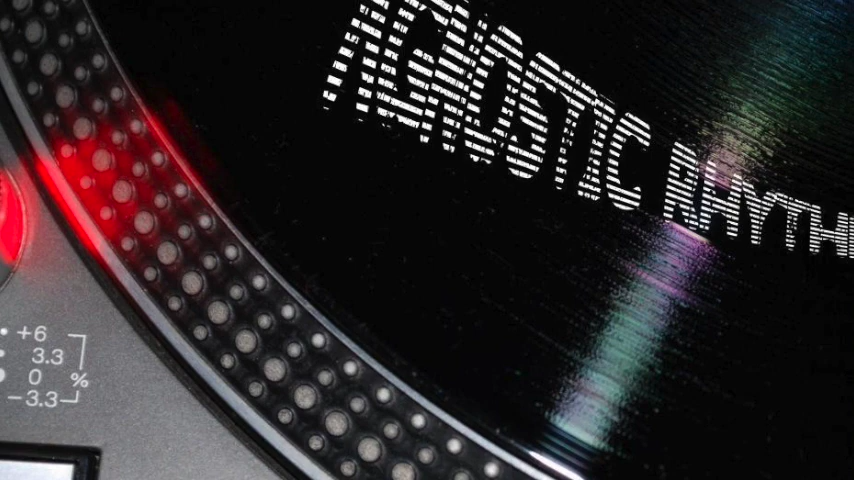 AGNOSTIC RHYTH
+6
3.3
0 %
-3.3